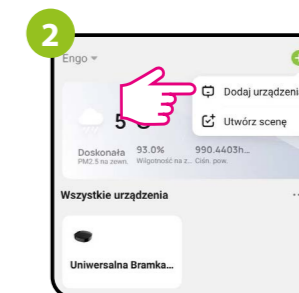 2
Engo
Dodaj urządzeni
5
Utwórz scenę
Doskonała 93.0% 990.4403h...
PM2.5 na zewn. Wilgotność na z... Ciśn. pow.
Wszystkie urządzenia ...
Uniwersalna Bramka...